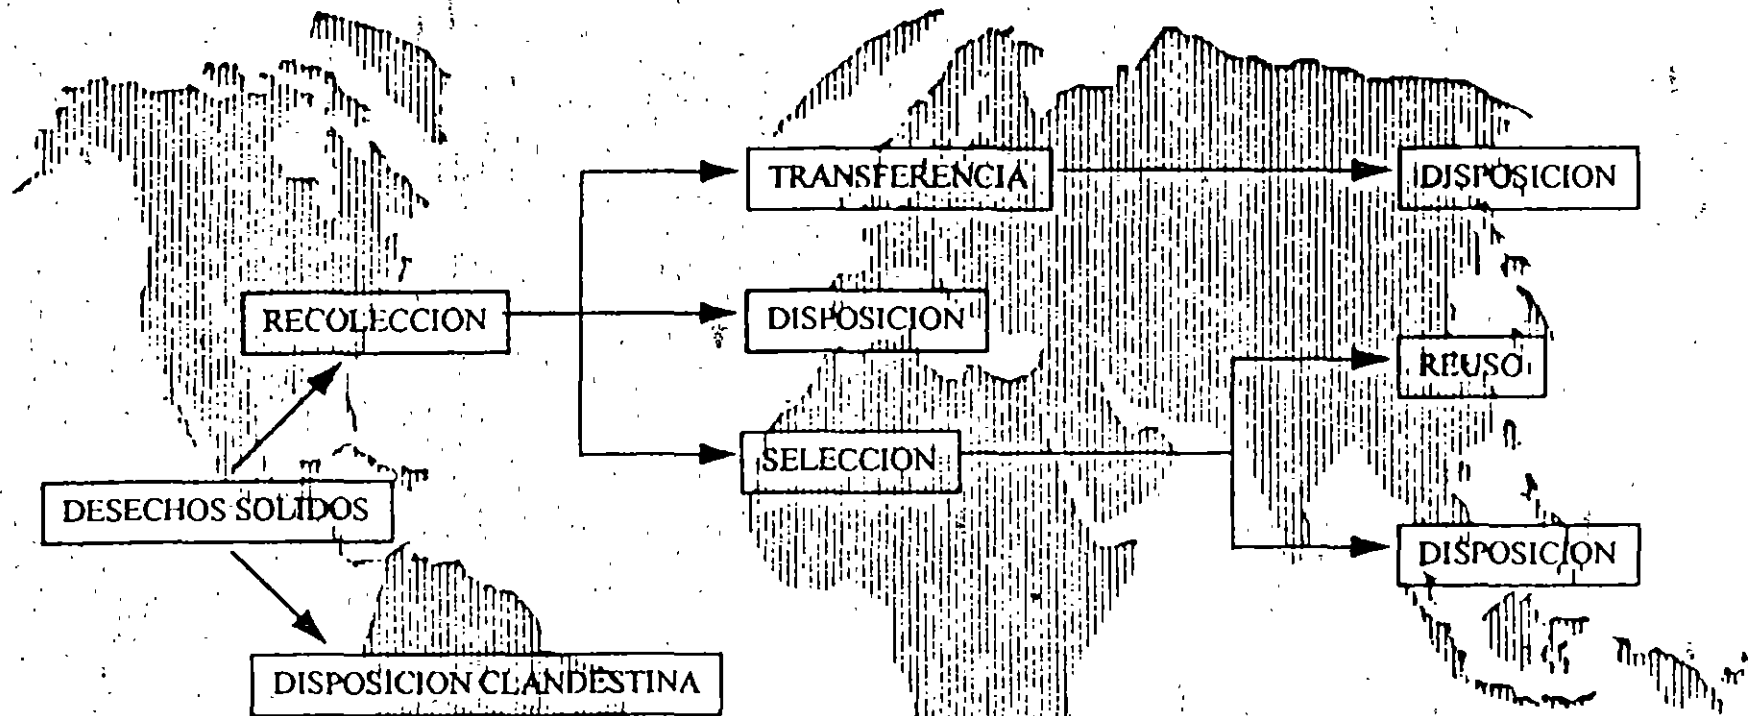 TRANSFERENCIA
DISPOSICION
RECOLECCION
DISPOSICION
REUSO
SELECCION
DESECHOS SOLIDOS
DISPOSICION
DISPOSICION CLANDESTINA